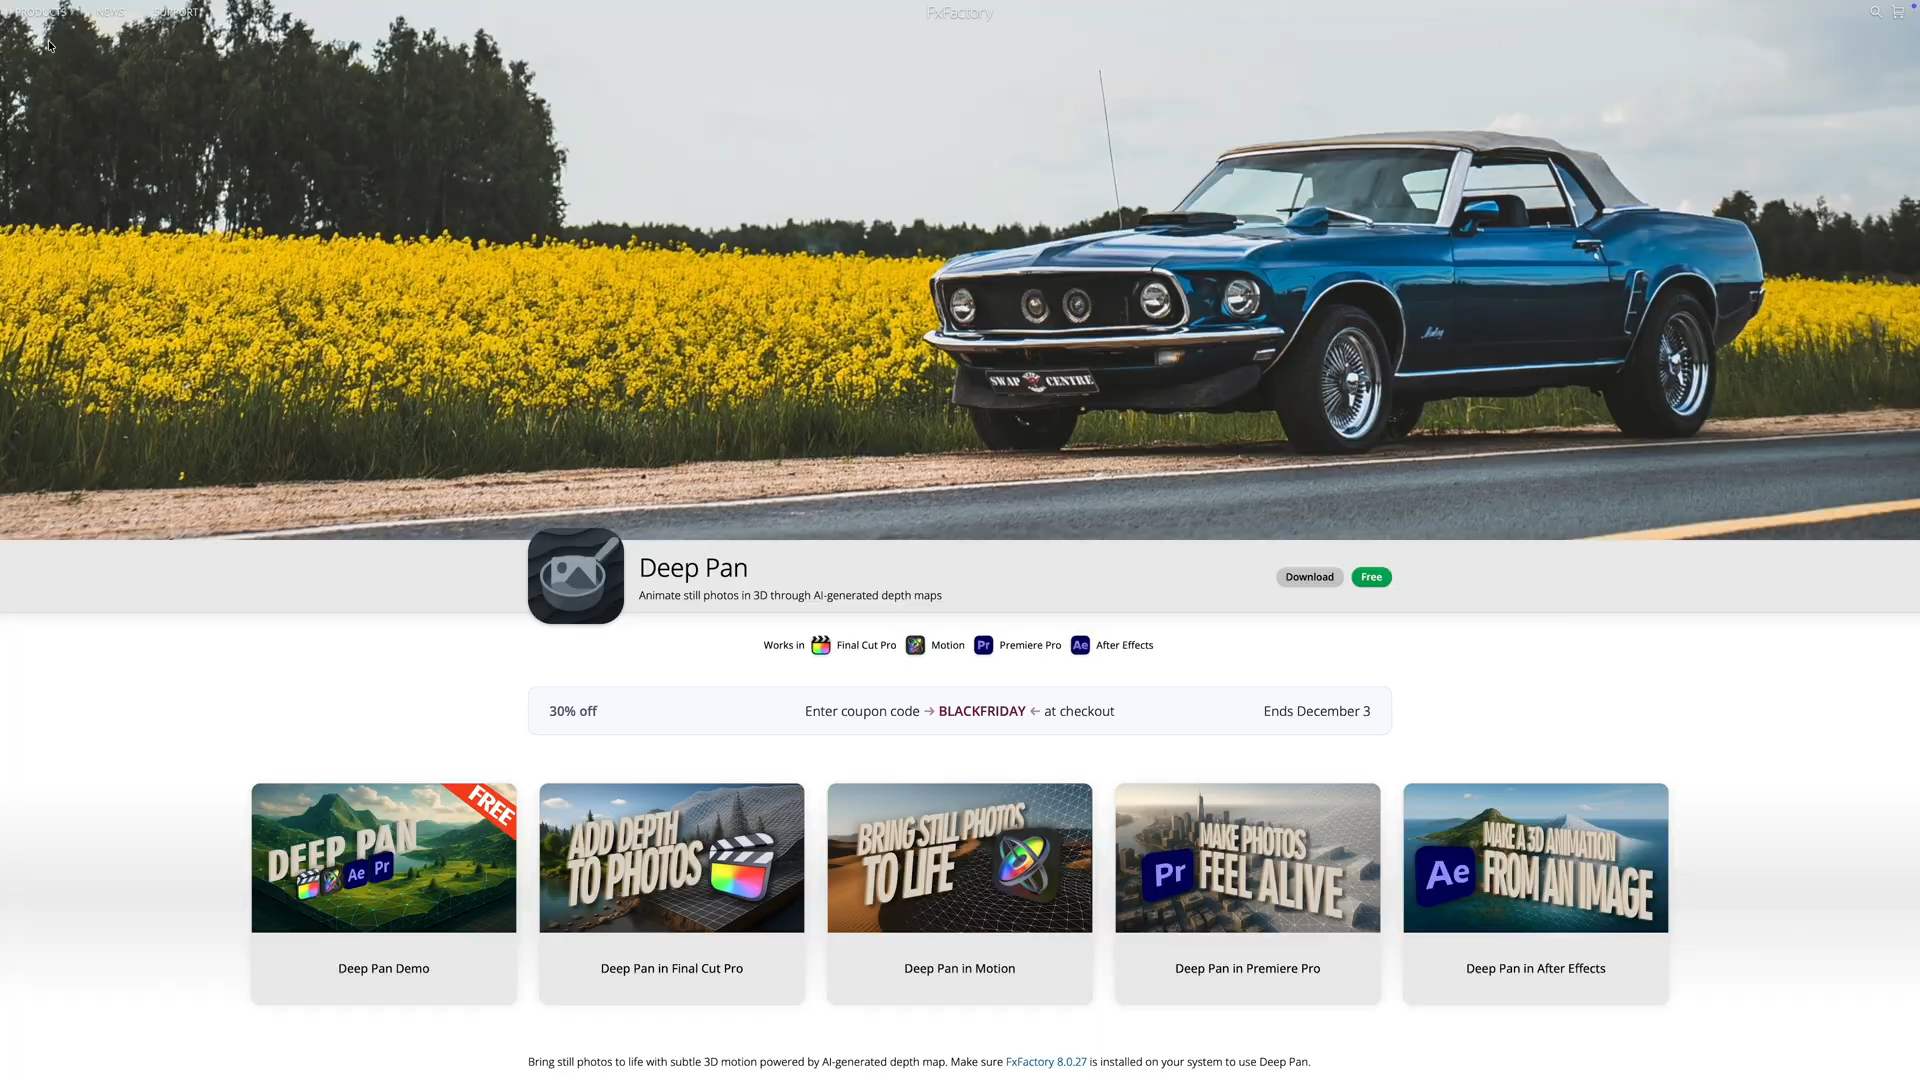 PRODUCTS NEWS SUPPORT
FxFactory
SWAP CENTRE
Mustang
Deep Pan
Animate still photos in 3D through AI-generated depth maps
Download
Free
Works in Final Cut Pro Motion Pr Premiere Pro Ae After Effects
30% off
Enter coupon code → BLACKFRIDAY ← at checkout
Ends December 3
FREE
DEEP PAN
Ae Pr
Deep Pan Demo
ADD DEPTH
TO PHOTOS
Deep Pan in Final Cut Pro
BRING STILL PHOTOS
TO LIFE
Deep Pan in Motion
Pr
MAKE PHOTOS
FEEL ALIVE
Deep Pan in Premiere Pro
Ae
MAKE A 3D ANIMATION
FROM AN IMAGE
Deep Pan in After Effects
Bring still photos to life with subtle 3D motion powered by AI-generated depth map. Make sure FxFactory 8.0.27 is installed on your system to use Deep Pan.